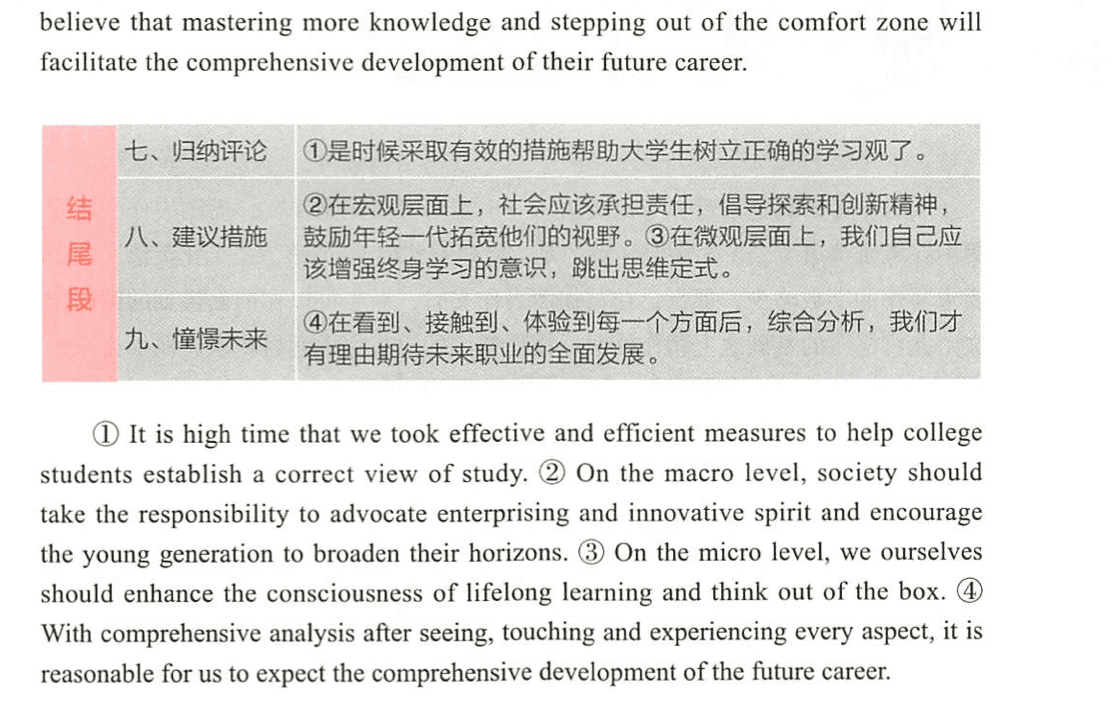 believe that mastering more knowledge and stepping out of the comfort zone will
facilitate the comprehensive development of their future career.
结尾段
七、归纳评论
①是时候采取有效的措施帮助大学生树立正确的学习观了。
八、建议措施
②在宏观层面上，社会应该承担责任，倡导探索和创新精神，
鼓励年轻一代拓宽他们的视野。③在微观层面上，我们自己应
该增强终身学习的意识，跳出思维定式。
九、憧憬未来
④在看到、接触到、体验到每一个方面后，综合分析，我们才
有理由期待未来职业的全面发展。
① It is high time that we took effective and efficient measures to help college
students establish a correct view of study. ② On the macro level, society should
take the responsibility to advocate enterprising and innovative spirit and encourage
the young generation to broaden their horizons. ③ On the micro level, we ourselves
should enhance the consciousness of lifelong learning and think out of the box. ④
With comprehensive analysis after seeing, touching and experiencing every aspect, it is
reasonable for us to expect the comprehensive development of the future career.